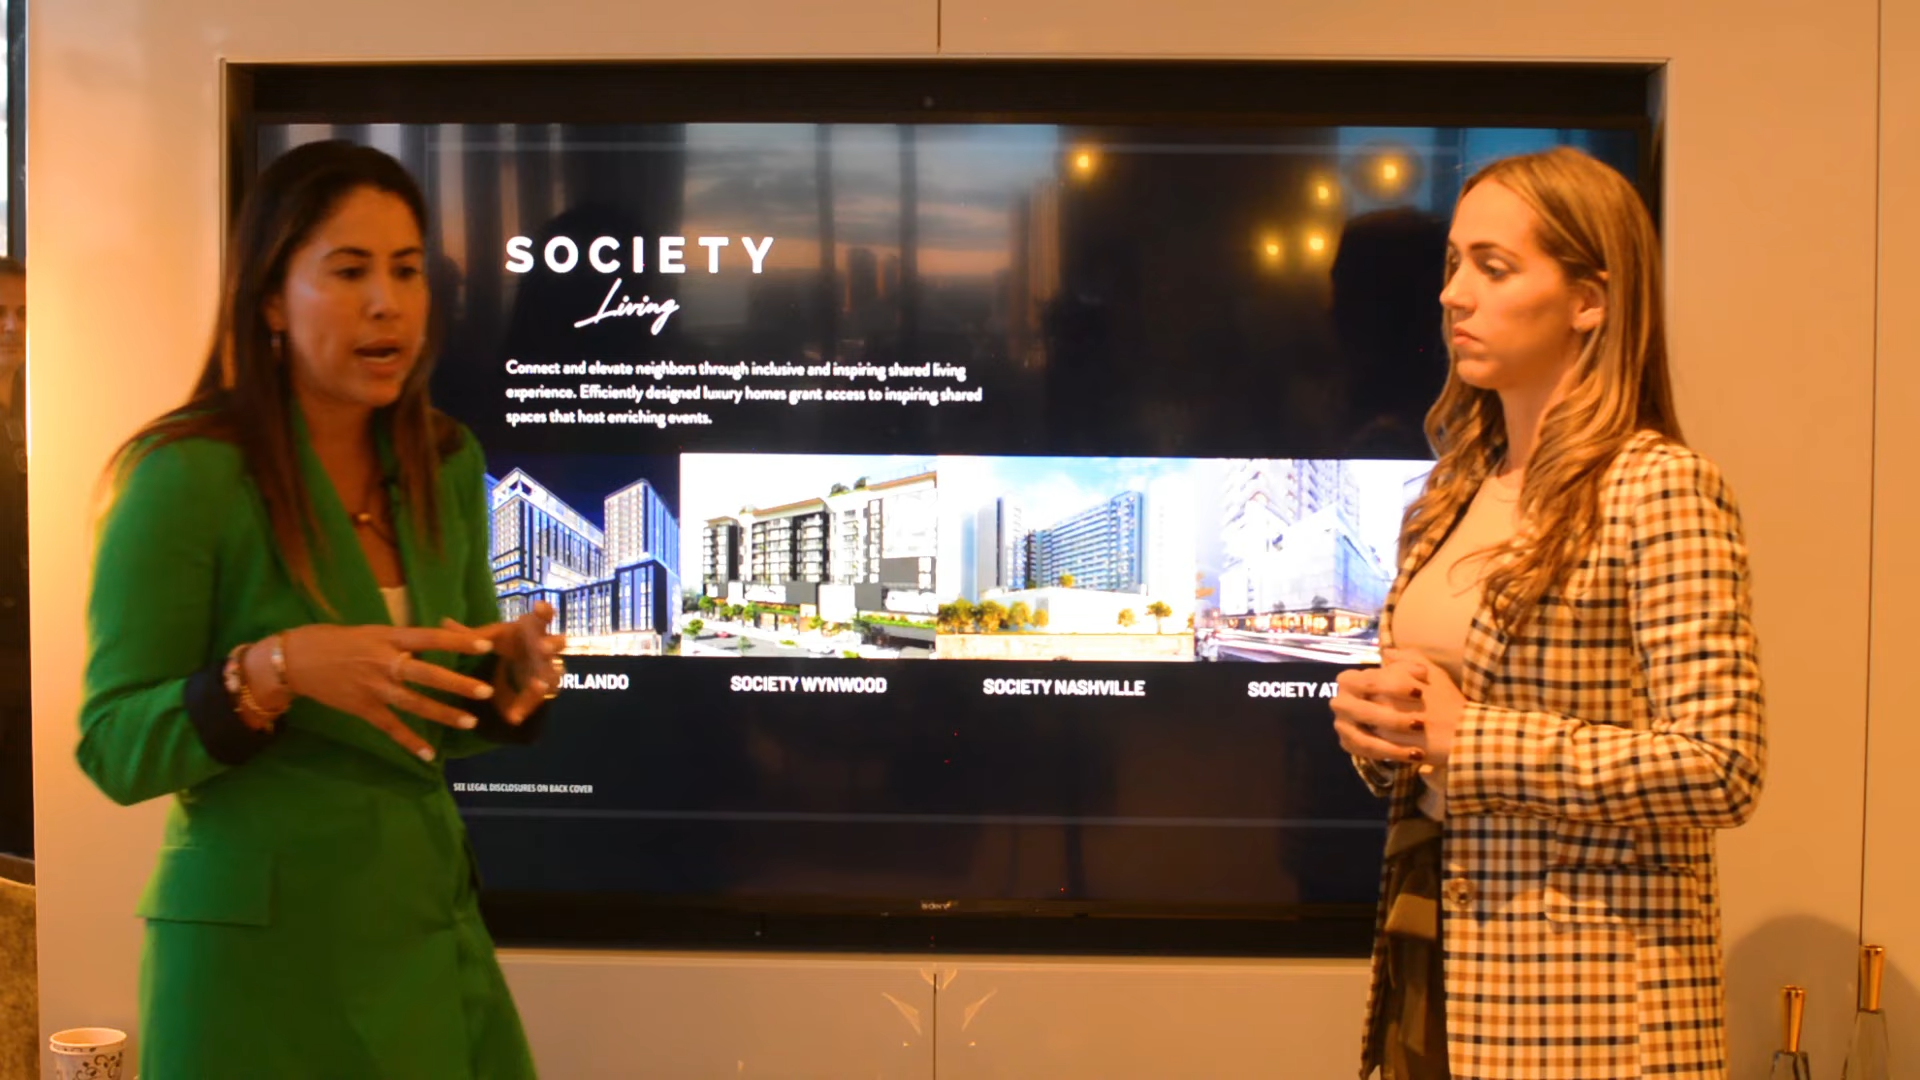 SOCIETY
Living
Connect and elevate neighbors through inclusive and inspiring shared living
experience. Efficiently designed luxury homes grant access to inspiring shared
spaces that host enriching events.
ORLANDO
SOCIETY WYNWOOD
SOCIETY NASHVILLE
SOCIETY AT
SEE LEGAL DISCLOSURES ON BACK COVER